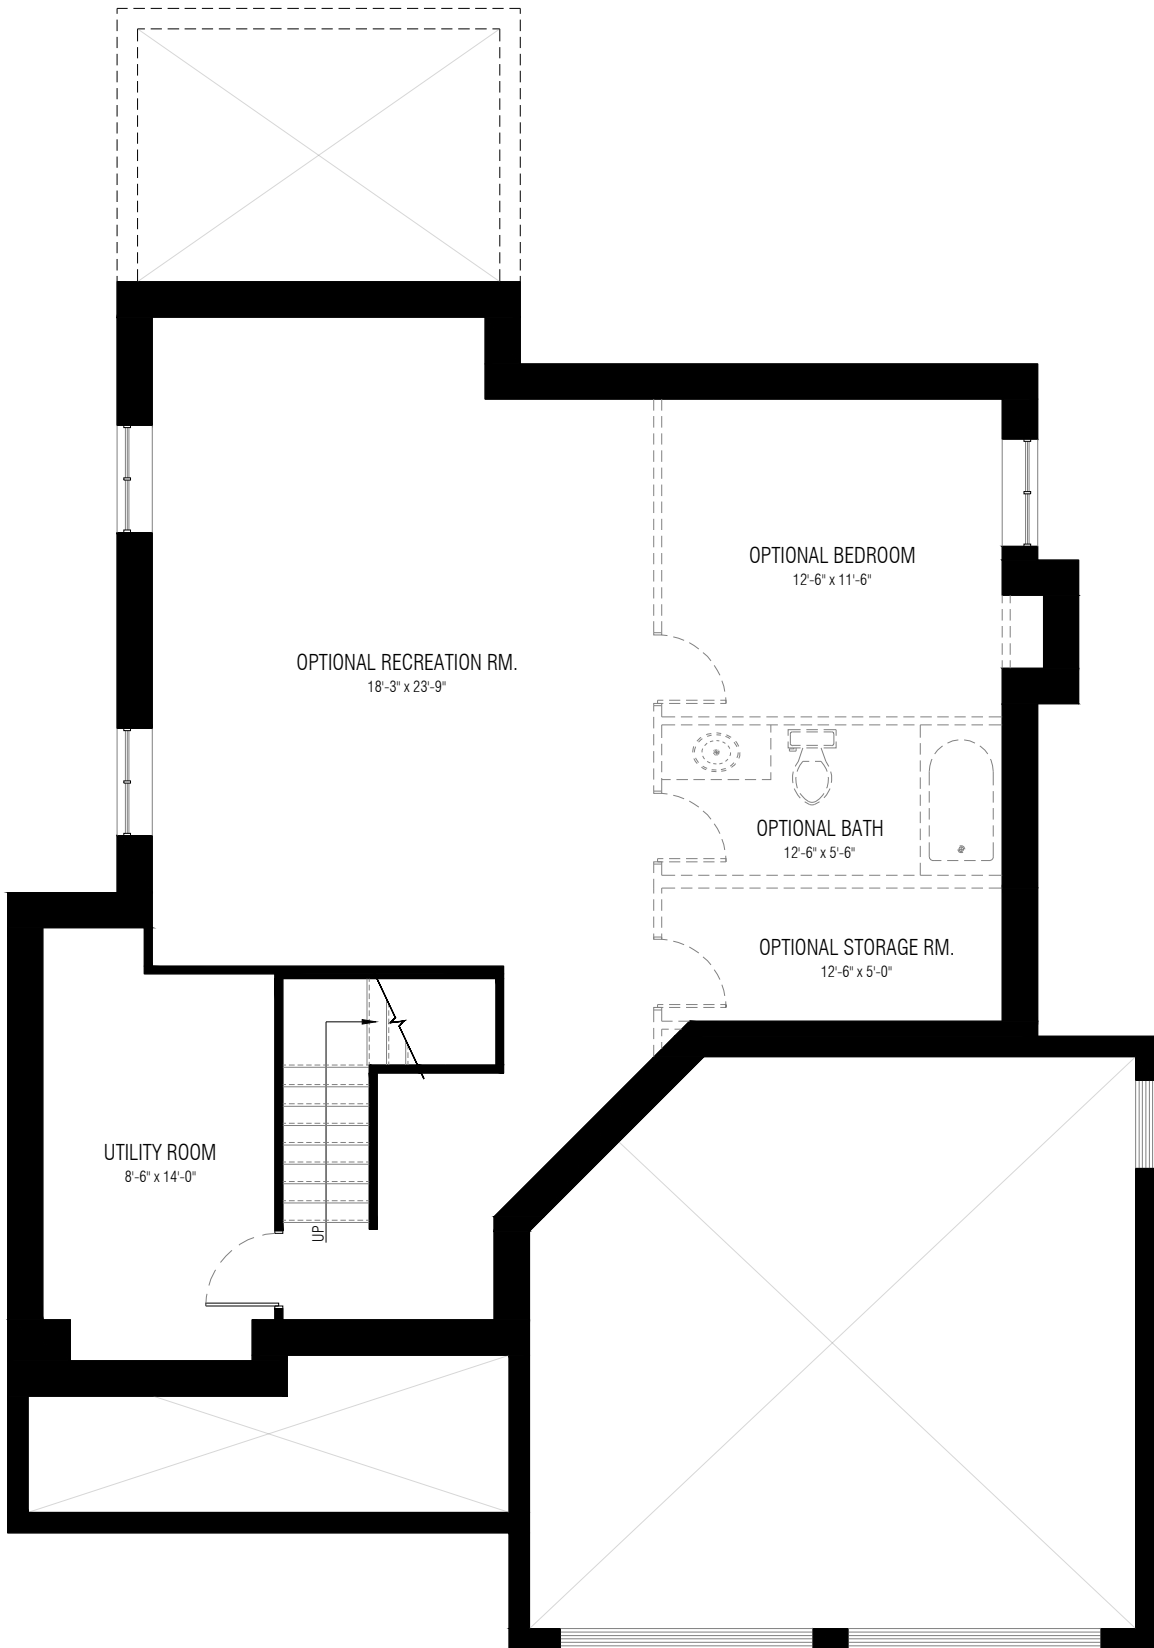 OPTIONAL BEDROOM
12'-6" x 11'-6"
OPTIONAL RECREATION RM.
18'-3" x 23'-9"
OPTIONAL BATH
12'-6" x 5'-6"
OPTIONAL STORAGE RM.
12'-6" x 5'-0"
UTILITY ROOM
8'-6" x 14'-0"
UP